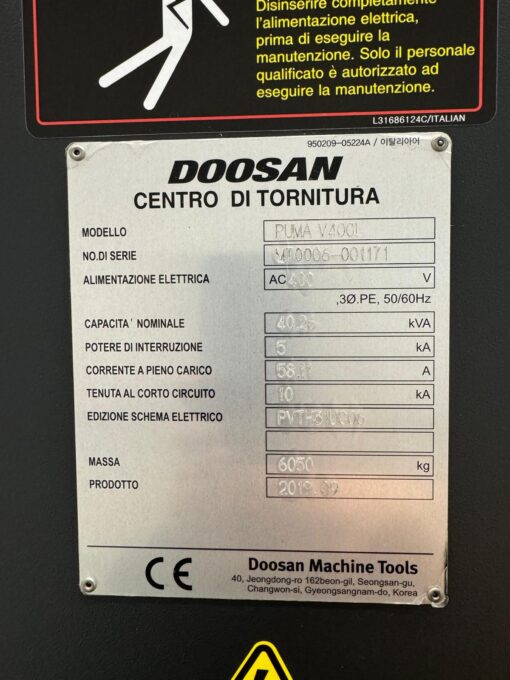 Disinserire completamente
l'alimentazione elettrica,
prima di eseguire la
manutenzione. Solo il personale
qualificato è autorizzato ad
eseguire la manutenzione.
L31686124C/ITALIAN
950209-05224A / 이탈리아어
DOOSAN
CENTRO DI TORNITURA
MODELLO PUMA V400L
NO.DI SERIE -001171
ALIMENTAZIONE ELETTRICA AC 400 V
,3Ø.PE, 50/60Hz
CAPACITA' NOMINALE kVA
POTERE DI INTERRUZIONE 5 kA
CORRENTE A PIENO CARICO A
TENUTA AL CORTO CIRCUITO 10 kA
EDIZIONE SCHEMA ELETTRICO
MASSA 6050 kg
PRODOTTO
CE Doosan Machine Tools
40, Jeongdong-ro 162beon-gil, Seongsan-gu,
Changwon-si, Gyeongsangnam-do, Korea